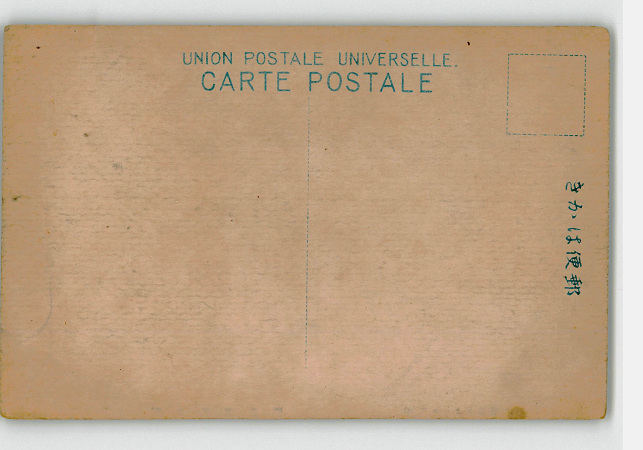 UNION POSTALE UNIVERSELLE.
CARTE POSTALE
きかは便郵